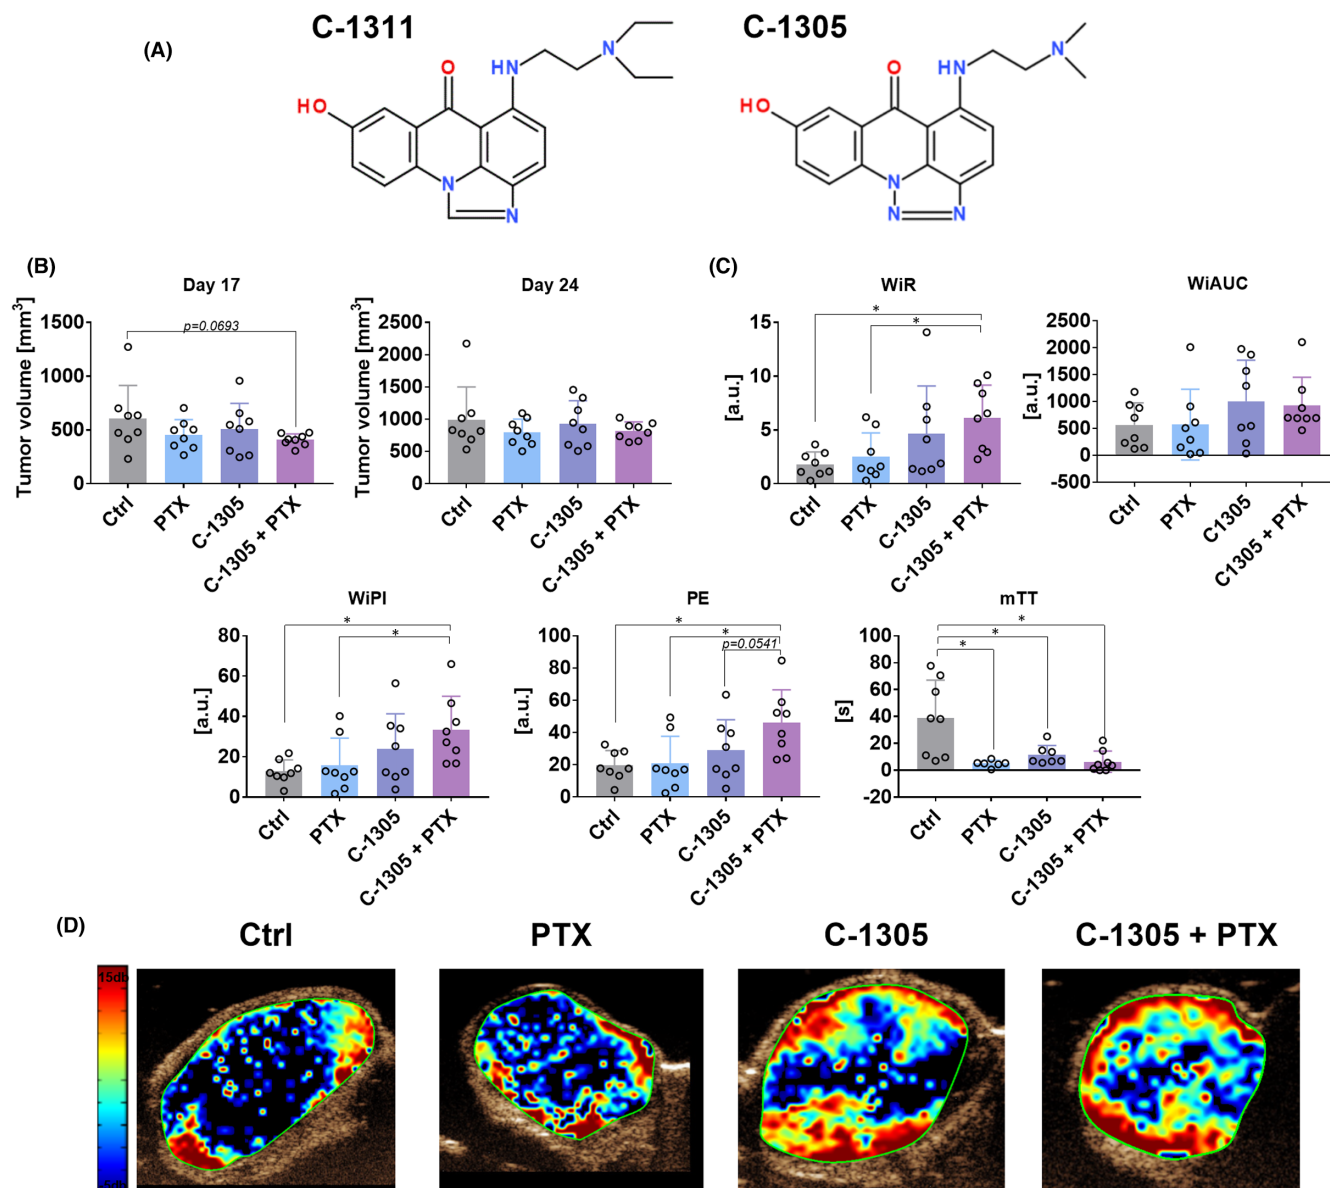 (A)
C-1311
C-1305
HO
O
HN
N
N
N
HO
O
HN
N
N
N
N
(B)
Day 17
Tumor volume [mm3]
1500
1000
500
0
p=0.0693
Ctrl
PTX
C-1305
C-1305 + PTX
Day 24
Tumor volume [mm3]
2500
2000
1500
1000
500
0
Ctrl
PTX
C-1305
C-1305 + PTX
(C)
WiR
[a.u.]
15
10
5
0
*
*
Ctrl
PTX
C-1305
C-1305 + PTX
WiAUC
[a.u.]
2500
2000
1500
1000
500
0
-500
Ctrl
PTX
C1305
C1305 + PTX
WiPI
[a.u.]
80
60
40
20
0
*
*
Ctrl
PTX
C-1305
C-1305 + PTX
PE
[a.u.]
100
80
60
40
20
0
*
*
p=0.0541
Ctrl
PTX
C-1305
C-1305 + PTX
mTT
[s]
100
80
60
40
20
0
-20
*
*
*
Ctrl
PTX
C-1305
C-1305 + PTX
(D)
Ctrl
PTX
C-1305
C-1305 + PTX
15db
-5db